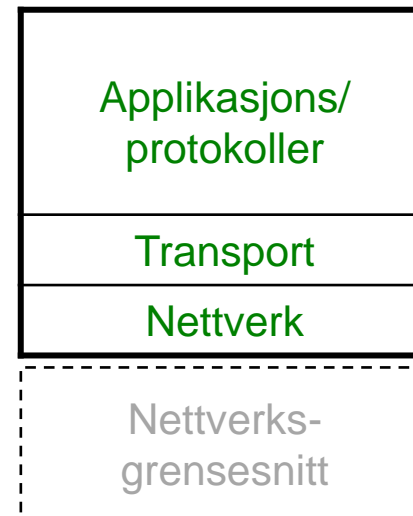 Applikasjons/
protokoller
Transport
Nettverk
Nettverks-
grensesnitt